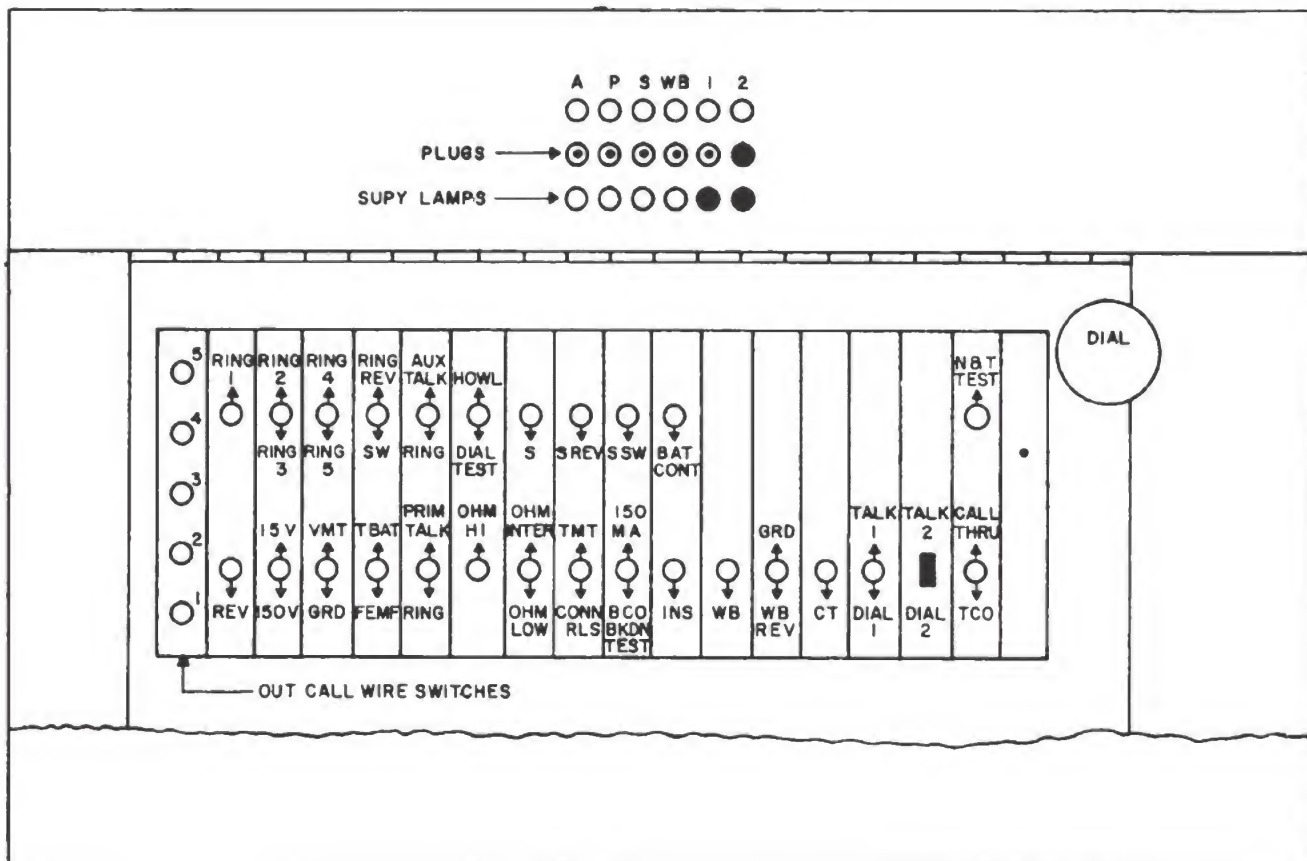 A P S WB 1 2
PLUGS
SUPY LAMPS
DIAL
5
4
3
2
1
RING 1
RING 2
RING 4
RING REV
AUX TALK
HOWL
N&T TEST
RING 3
RING 5
SW
RING
DIAL TEST
S
S REV
S SW
BAT CONT
15V
VMT
TBAT
PRIM TALK
OHM HI
OHM INTER
TMT
150 MA
GRD
TALK 1
TALK 2
CALL THRU
REV
150V
GRD
FEMF
RING
OHM LOW
CONN RLS
BCO BKDN TEST
INS
WB
WB REV
CT
DIAL 1
DIAL 2
TCO
OUT CALL WIRE SWITCHES